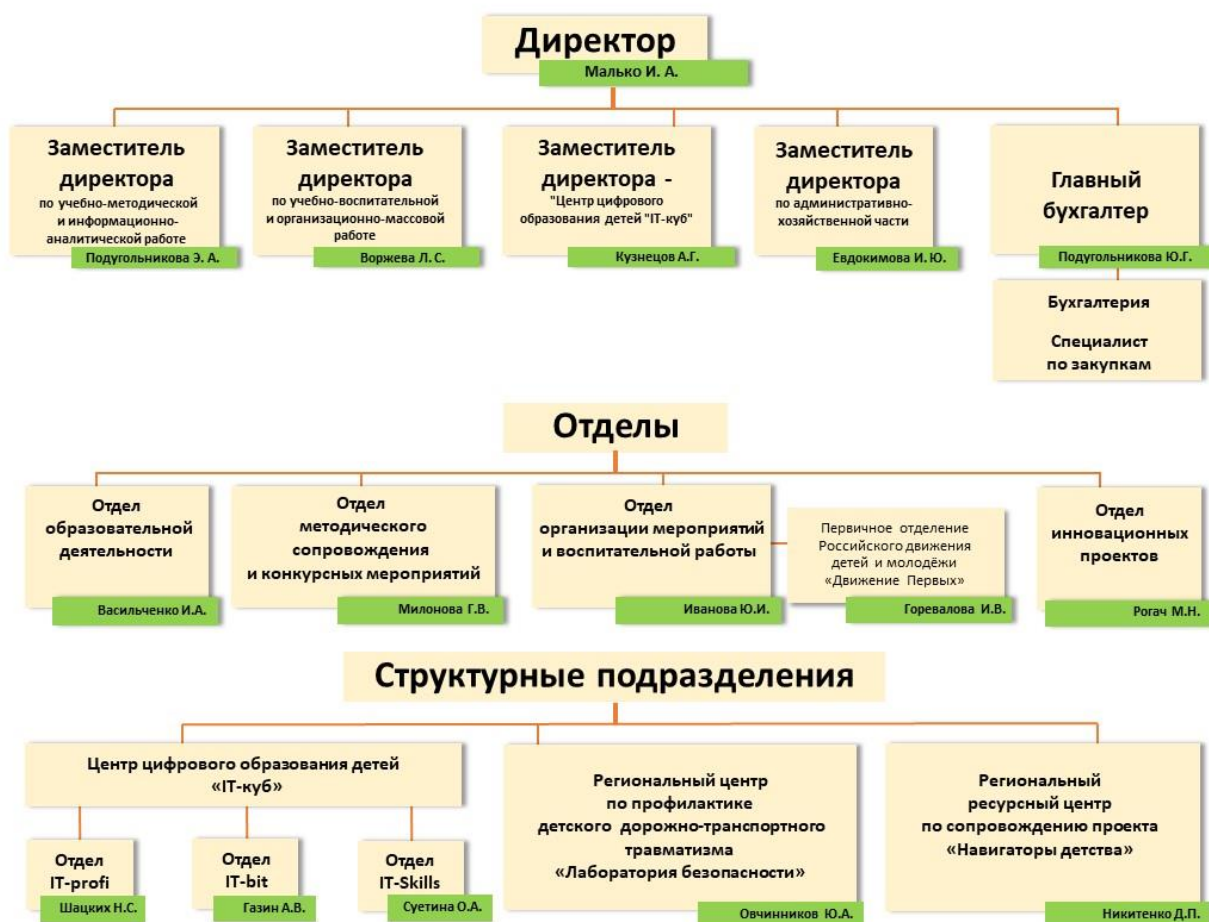 Директор
Малько И. А.
Заместитель
директора
по учебно-методической
и информационно-
аналитической работе
Подугольникова Э. А.
Заместитель
директора
по учебно-воспитательной
и организационно-массовой
работе
Воржева Л. С.
Заместитель
директора -
"Центр цифрового
образования детей "IT-куб"
Кузнецов А.Г.
Заместитель
директора
по административно-
хозяйственной части
Евдокимова И. Ю.
Главный
бухгалтер
Подугольникова Ю.Г.
Бухгалтерия
Специалист
по закупкам
Отделы
Отдел
образовательной
деятельности
Васильченко И.А.
Отдел
методического
сопровождения
и конкурсных мероприятий
Милонова Г.В.
Отдел
организации мероприятий
и воспитательной работы
Иванова Ю.И.
Первичное отделение
Российского движения
детей и молодёжи
«Движение Первых»
Горевалова И.В.
Отдел
инновационных
проектов
Рогач М.Н.
Структурные подразделения
Центр цифрового образования детей
«IT-куб»
Отдел
IT-profi
Шацких Н.С.
Отдел
IT-bit
Газин А.В.
Отдел
IT-Skills
Суетина О.А.
Региональный центр
по профилактике
детского дорожно-транспортного
травматизма
«Лаборатория безопасности»
Овчинников Ю.А.
Региональный
ресурсный центр
по сопровождению проекта
«Навигаторы детства»
Никитенко Д.П.